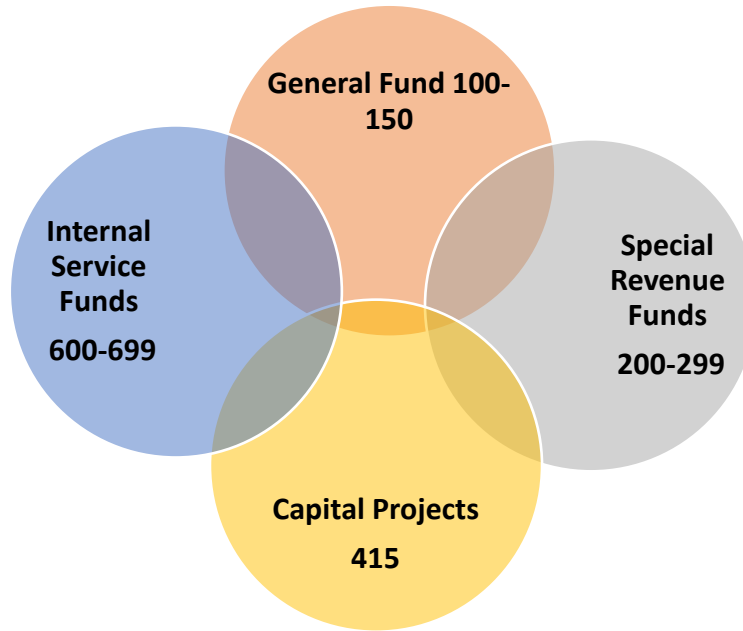 General Fund 100-
150
Internal
Service
Funds
600-699
Special
Revenue
Funds
200-299
Capital Projects
415